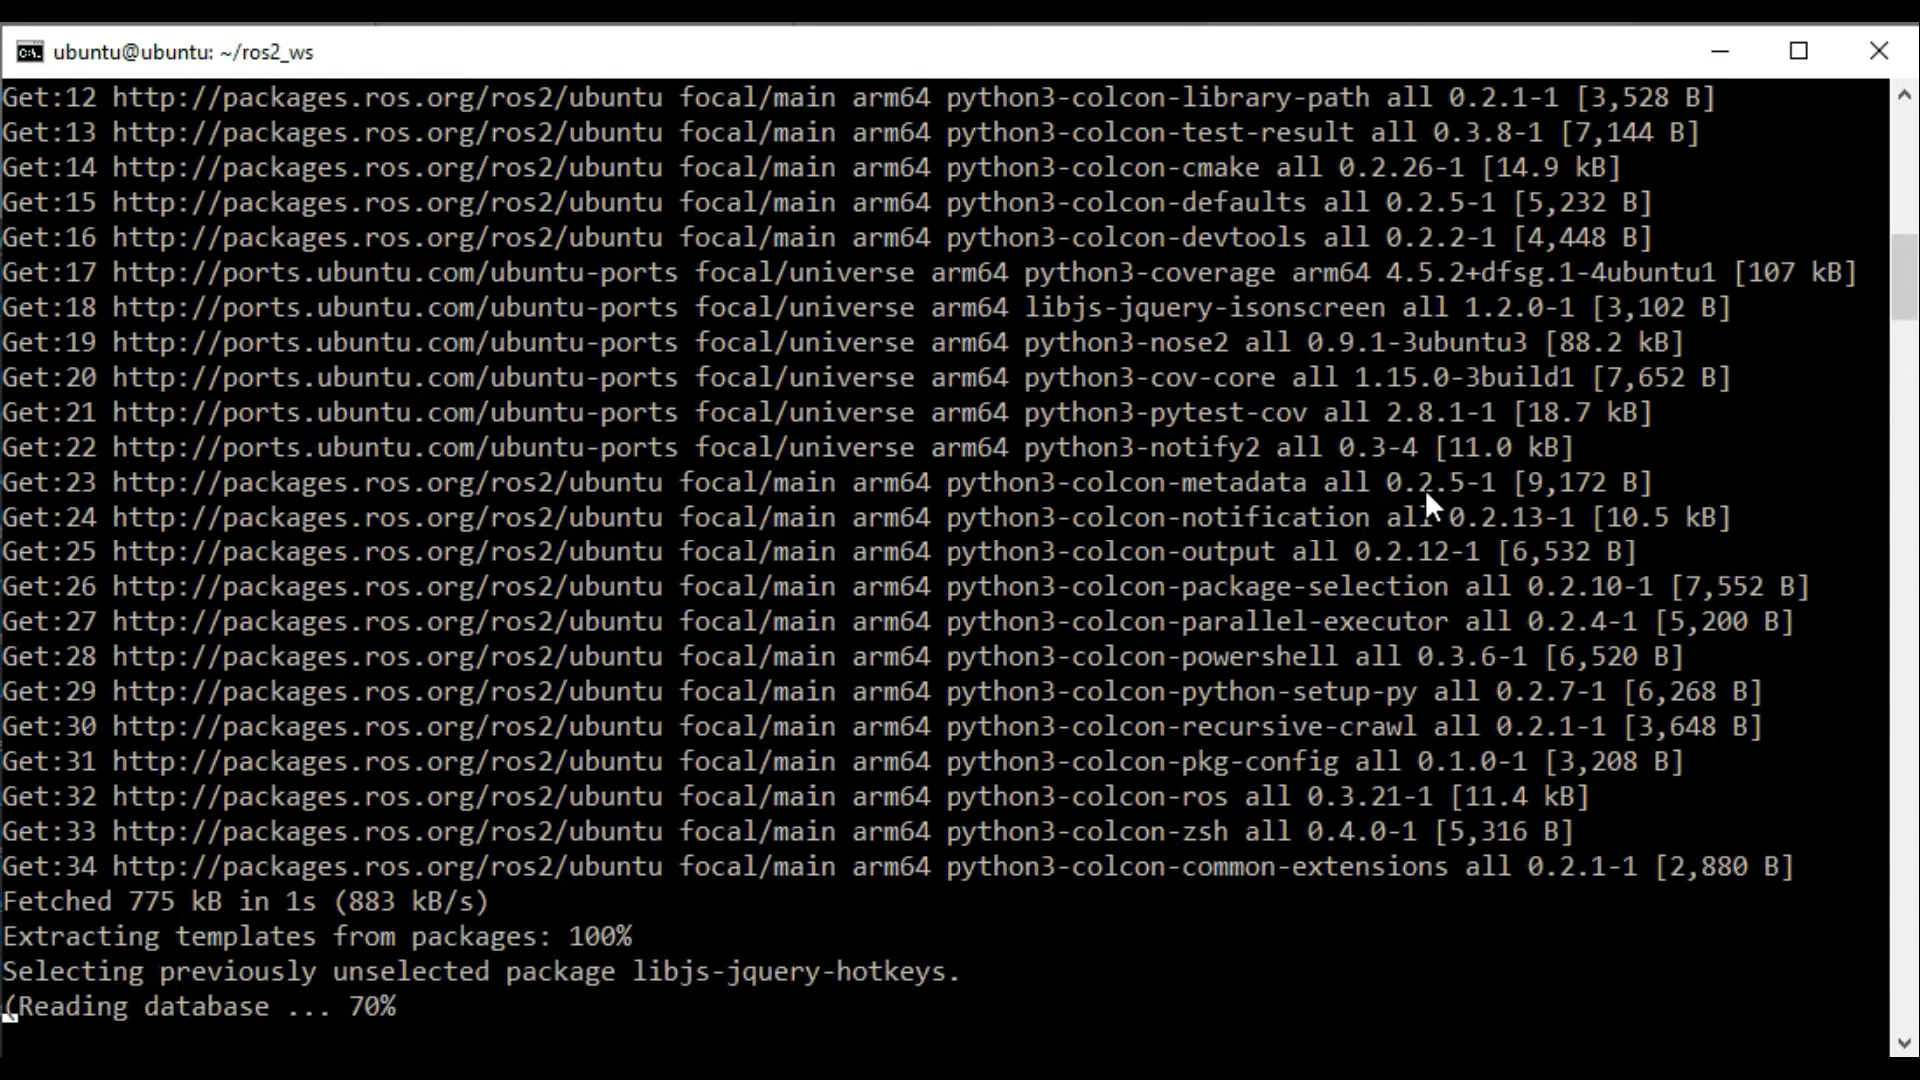 ubuntu@ubuntu: ~/ros2_ws
Get:12 http://packages.ros.org/ros2/ubuntu focal/main arm64 python3-colcon-library-path all 0.2.1-1 [3,528 B]
Get:13 http://packages.ros.org/ros2/ubuntu focal/main arm64 python3-colcon-test-result all 0.3.8-1 [7,144 B]
Get:14 http://packages.ros.org/ros2/ubuntu focal/main arm64 python3-colcon-cmake all 0.2.26-1 [14.9 kB]
Get:15 http://packages.ros.org/ros2/ubuntu focal/main arm64 python3-colcon-defaults all 0.2.5-1 [5,232 B]
Get:16 http://packages.ros.org/ros2/ubuntu focal/main arm64 python3-colcon-devtools all 0.2.2-1 [4,448 B]
Get:17 http://ports.ubuntu.com/ubuntu-ports focal/universe arm64 python3-coverage arm64 4.5.2+dfsg.1-4ubuntu1 [107 kB]
Get:18 http://ports.ubuntu.com/ubuntu-ports focal/universe arm64 libjs-jquery-isonscreen all 1.2.0-1 [3,102 B]
Get:19 http://ports.ubuntu.com/ubuntu-ports focal/universe arm64 python3-nose2 all 0.9.1-3ubuntu3 [88.2 kB]
Get:20 http://ports.ubuntu.com/ubuntu-ports focal/universe arm64 python3-cov-core all 1.15.0-3build1 [7,652 B]
Get:21 http://ports.ubuntu.com/ubuntu-ports focal/universe arm64 python3-pytest-cov all 2.8.1-1 [18.7 kB]
Get:22 http://ports.ubuntu.com/ubuntu-ports focal/universe arm64 python3-notify2 all 0.3-4 [11.0 kB]
Get:23 http://packages.ros.org/ros2/ubuntu focal/main arm64 python3-colcon-metadata all 0.2.5-1 [9,172 B]
Get:24 http://packages.ros.org/ros2/ubuntu focal/main arm64 python3-colcon-notification all 0.2.13-1 [10.5 kB]
Get:25 http://packages.ros.org/ros2/ubuntu focal/main arm64 python3-colcon-output all 0.2.12-1 [6,532 B]
Get:26 http://packages.ros.org/ros2/ubuntu focal/main arm64 python3-colcon-package-selection all 0.2.10-1 [7,552 B]
Get:27 http://packages.ros.org/ros2/ubuntu focal/main arm64 python3-colcon-parallel-executor all 0.2.4-1 [5,200 B]
Get:28 http://packages.ros.org/ros2/ubuntu focal/main arm64 python3-colcon-powershell all 0.3.6-1 [6,520 B]
Get:29 http://packages.ros.org/ros2/ubuntu focal/main arm64 python3-colcon-python-setup-py all 0.2.7-1 [6,268 B]
Get:30 http://packages.ros.org/ros2/ubuntu focal/main arm64 python3-colcon-recursive-crawl all 0.2.1-1 [3,648 B]
Get:31 http://packages.ros.org/ros2/ubuntu focal/main arm64 python3-colcon-pkg-config all 0.1.0-1 [3,208 B]
Get:32 http://packages.ros.org/ros2/ubuntu focal/main arm64 python3-colcon-ros all 0.3.21-1 [11.4 kB]
Get:33 http://packages.ros.org/ros2/ubuntu focal/main arm64 python3-colcon-zsh all 0.4.0-1 [5,316 B]
Get:34 http://packages.ros.org/ros2/ubuntu focal/main arm64 python3-colcon-common-extensions all 0.2.1-1 [2,880 B]
Fetched 775 kB in 1s (883 kB/s)
Extracting templates from packages: 100%
Selecting previously unselected package libjs-jquery-hotkeys.
(Reading database ... 70%